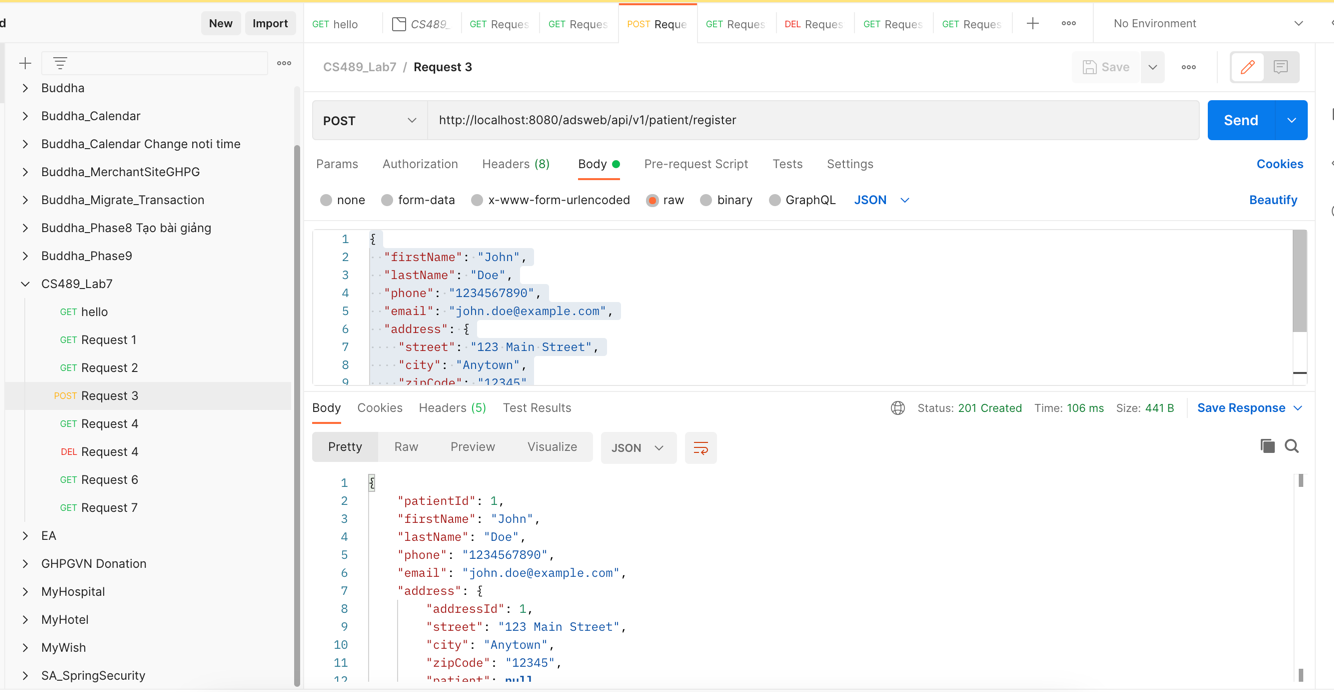 d
New
Import
GET hello
CS489_
GET Reques
GET Reques
POST Reque
GET Reques
DEL Reques
GET Reques
GET Reques
No Environment
CS489_Lab7 / Request 3
Save
Buddha
Buddha_Calendar
Buddha_Calendar Change noti time
Buddha_MerchantSiteGHPG
Buddha_Migrate_Transaction
Buddha_Phase8 Tạo bài giảng
Buddha_Phase9
CS489_Lab7
GET hello
GET Request 1
GET Request 2
POST Request 3
GET Request 4
DEL Request 4
GET Request 6
GET Request 7
EA
GHPGVN Donation
MyHospital
MyHotel
MyWish
SA_SpringSecurity
POST
http://localhost:8080/adsweb/api/v1/patient/register
Send
Params
Authorization
Headers (8)
Body
Pre-request Script
Tests
Settings
Cookies
none
form-data
x-www-form-urlencoded
raw
binary
GraphQL
JSON
Beautify
1 {
2 "firstName": "John",
3 "lastName": "Doe",
4 "phone": "1234567890",
5 "email": "john.doe@example.com",
6 "address": {
7 "street": "123 Main Street",
8 "city": "Anytown",
9 "zipCode": "12345"
Body
Cookies
Headers (5)
Test Results
Status: 201 Created
Time: 106 ms
Size: 441 B
Save Response
Pretty
Raw
Preview
Visualize
JSON
1 {
2 "patientId": 1,
3 "firstName": "John",
4 "lastName": "Doe",
5 "phone": "1234567890",
6 "email": "john.doe@example.com",
7 "address": {
8 "addressId": 1,
9 "street": "123 Main Street",
10 "city": "Anytown",
11 "zipCode": "12345",
12 "patient": null